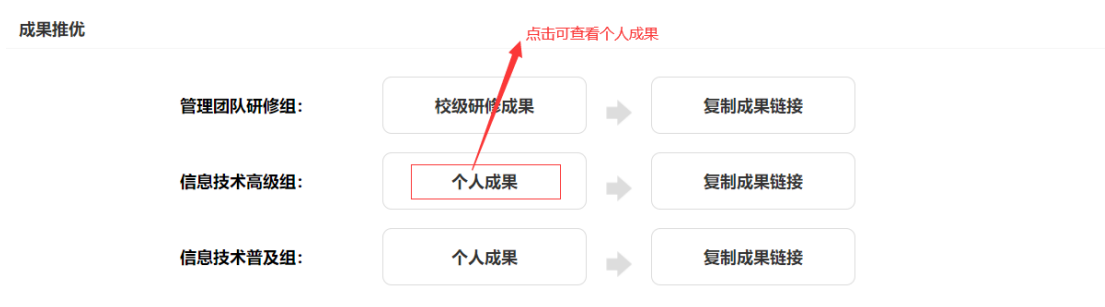 成果推优
点击可查看个人成果
管理团队研修组： 校级研修成果 复制成果链接
信息技术高级组： 个人成果 复制成果链接
信息技术普及组： 个人成果 复制成果链接